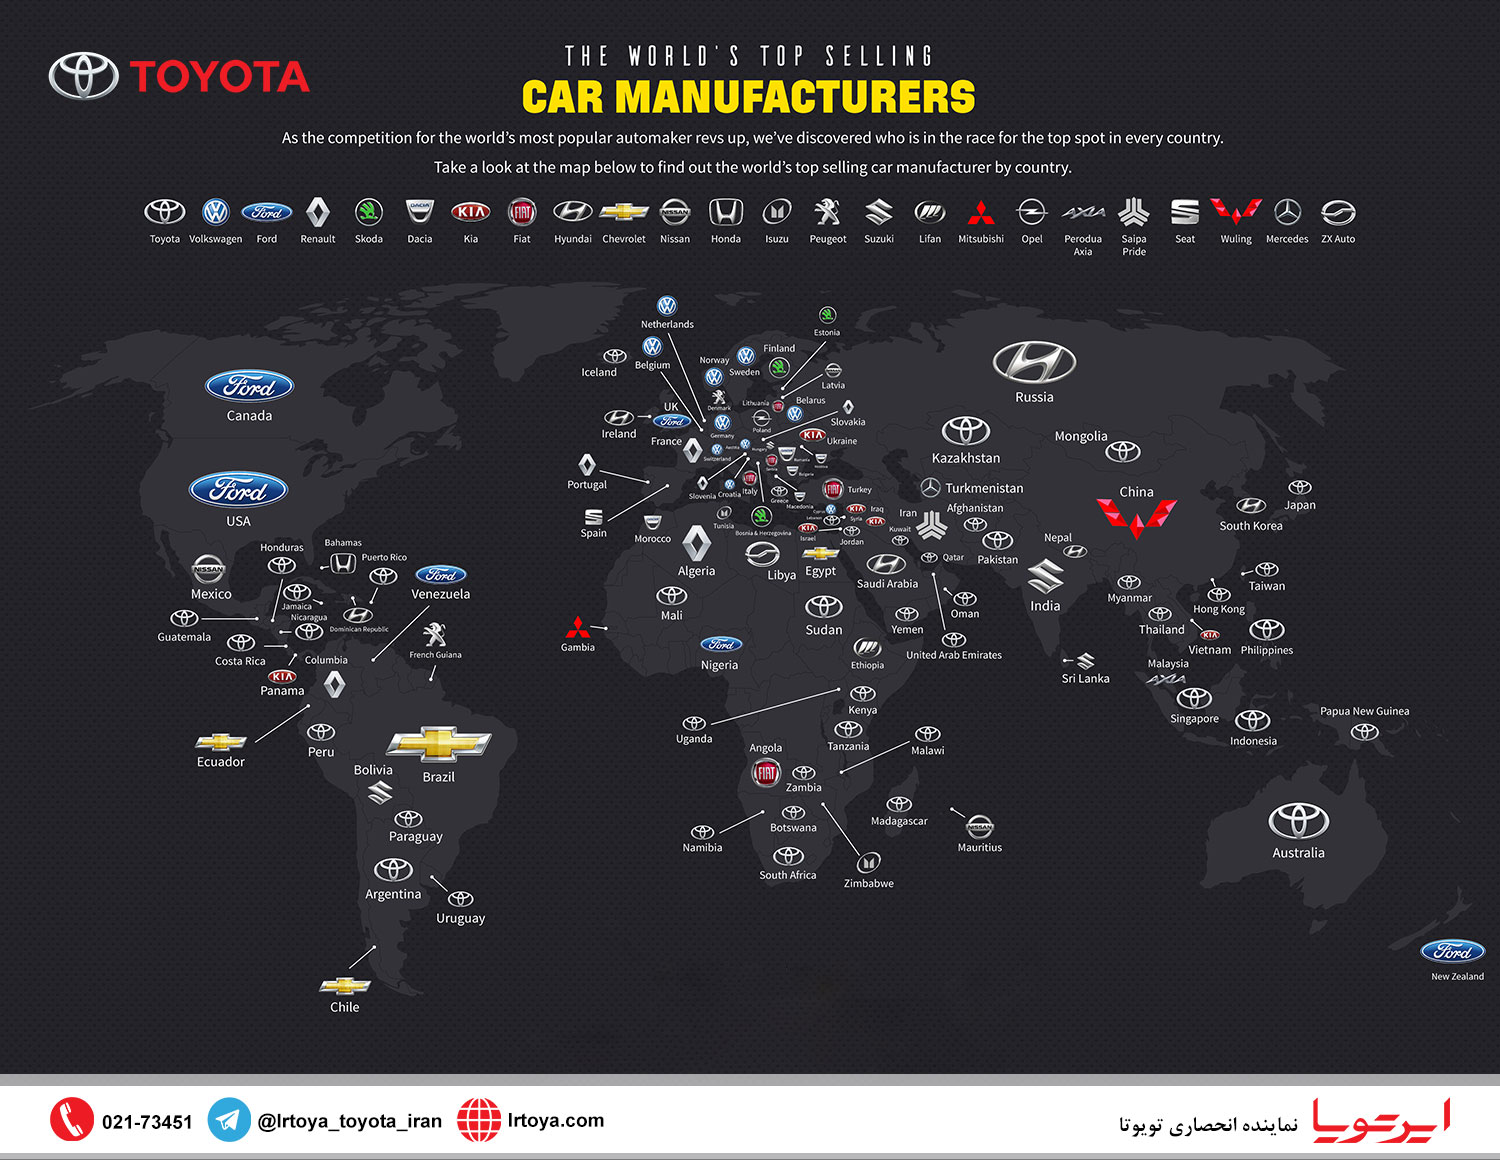 TOYOTA
THE WORLD'S TOP SELLING
CAR MANUFACTURERS
As the competition for the world's most popular automaker revs up, we've discovered who is in the race for the top spot in every country.
Take a look at the map below to find out the world's top selling car manufacturer by country.
Toyota Volkswagen Ford Renault Skoda Dacia Kia Fiat Hyundai Chevrolet Nissan Honda Isuzu Peugeot Suzuki Lifan Mitsubishi Opel Perodua Axia Saipa Pride Seat Wuling Mercedes ZX Auto
Netherlands
Estonia
Iceland
Belgium
Norway
Sweden
Finland
Latvia
Russia
Canada
Denmark
Lithuania
Belarus
UK
Ireland
France
Germany
Poland
Slovakia
Ukraine
Kazakhstan
Mongolia
Switzerland
Austria
Hungary
Romania
Moldova
Serbia
Bulgaria
Portugal
Slovenia
Croatia
Italy
Greece
Macedonia
Turkey
Turkmenistan
China
Japan
USA
Spain
Morocco
Tunisia
Bosnia & Herzegovina
Cyprus
Lebanon
Syria
Iraq
Kuwait
Iran
Afghanistan
South Korea
Israel
Jordan
Qatar
Pakistan
Nepal
Honduras
Bahamas
Puerto Rico
Mexico
Venezuela
Algeria
Libya
Egypt
Saudi Arabia
India
Myanmar
Taiwan
Hong Kong
Jamaica
Nicaragua
Dominican Republic
Guatemala
Mali
Sudan
Yemen
Oman
Thailand
Costa Rica
Columbia
French Guiana
Gambia
Nigeria
Ethiopia
United Arab Emirates
Vietnam
Philippines
Panama
Sri Lanka
Malaysia
Singapore
Papua New Guinea
Indonesia
Ecuador
Peru
Brazil
Bolivia
Kenya
Uganda
Tanzania
Malawi
Angola
Zambia
Paraguay
Botswana
Madagascar
Mauritius
Namibia
South Africa
Zimbabwe
Australia
Argentina
Uruguay
Chile
New Zealand
021-73451
@Irtoya_toyota_iran
Irtoya.com
نماینده انحصاری تویوتا
ایرتویا